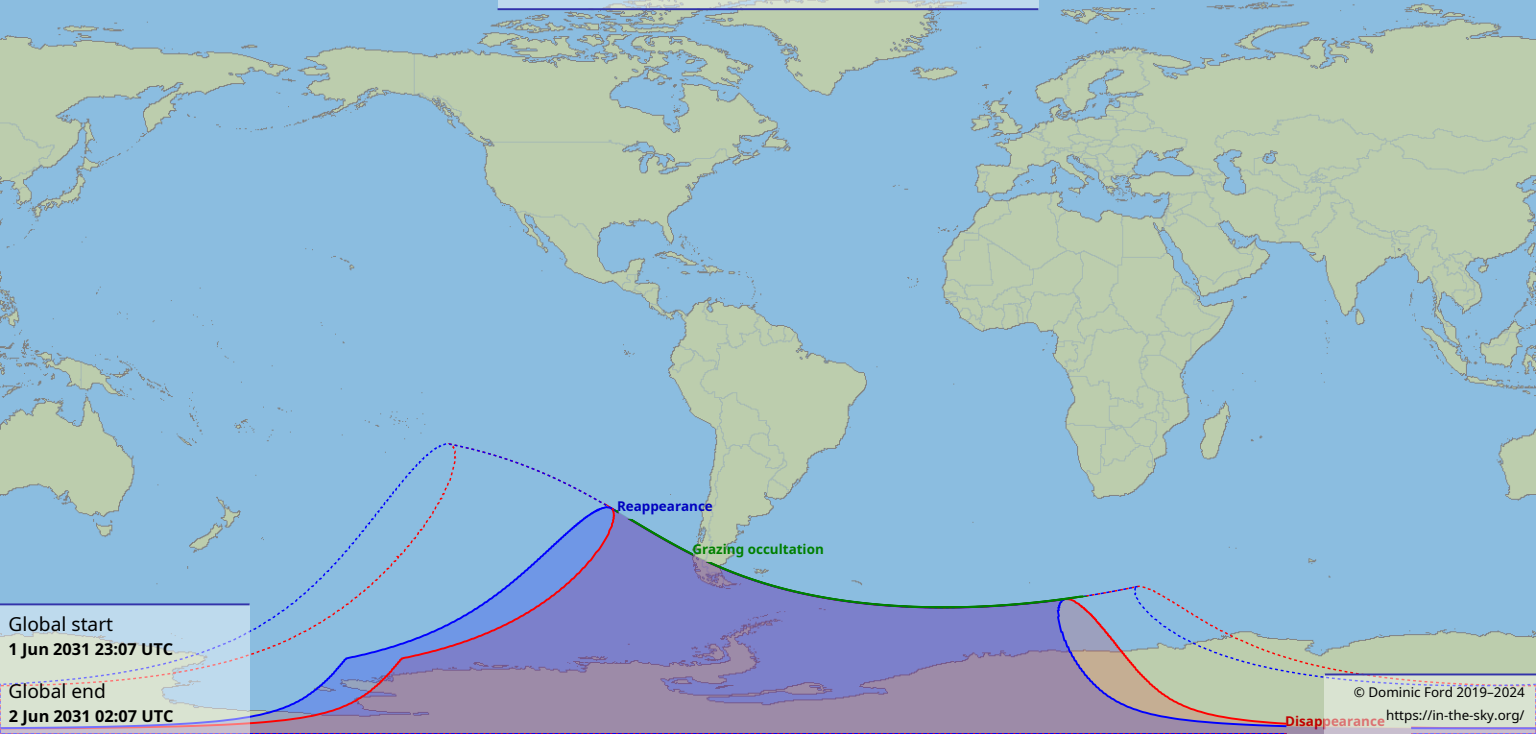 Reappearance
Grazing occultation
Global start
1 Jun 2031 23:07 UTC
Global end
2 Jun 2031 02:07 UTC
© Dominic Ford 2019–2024
https://in-the-sky.org/
Disappearance